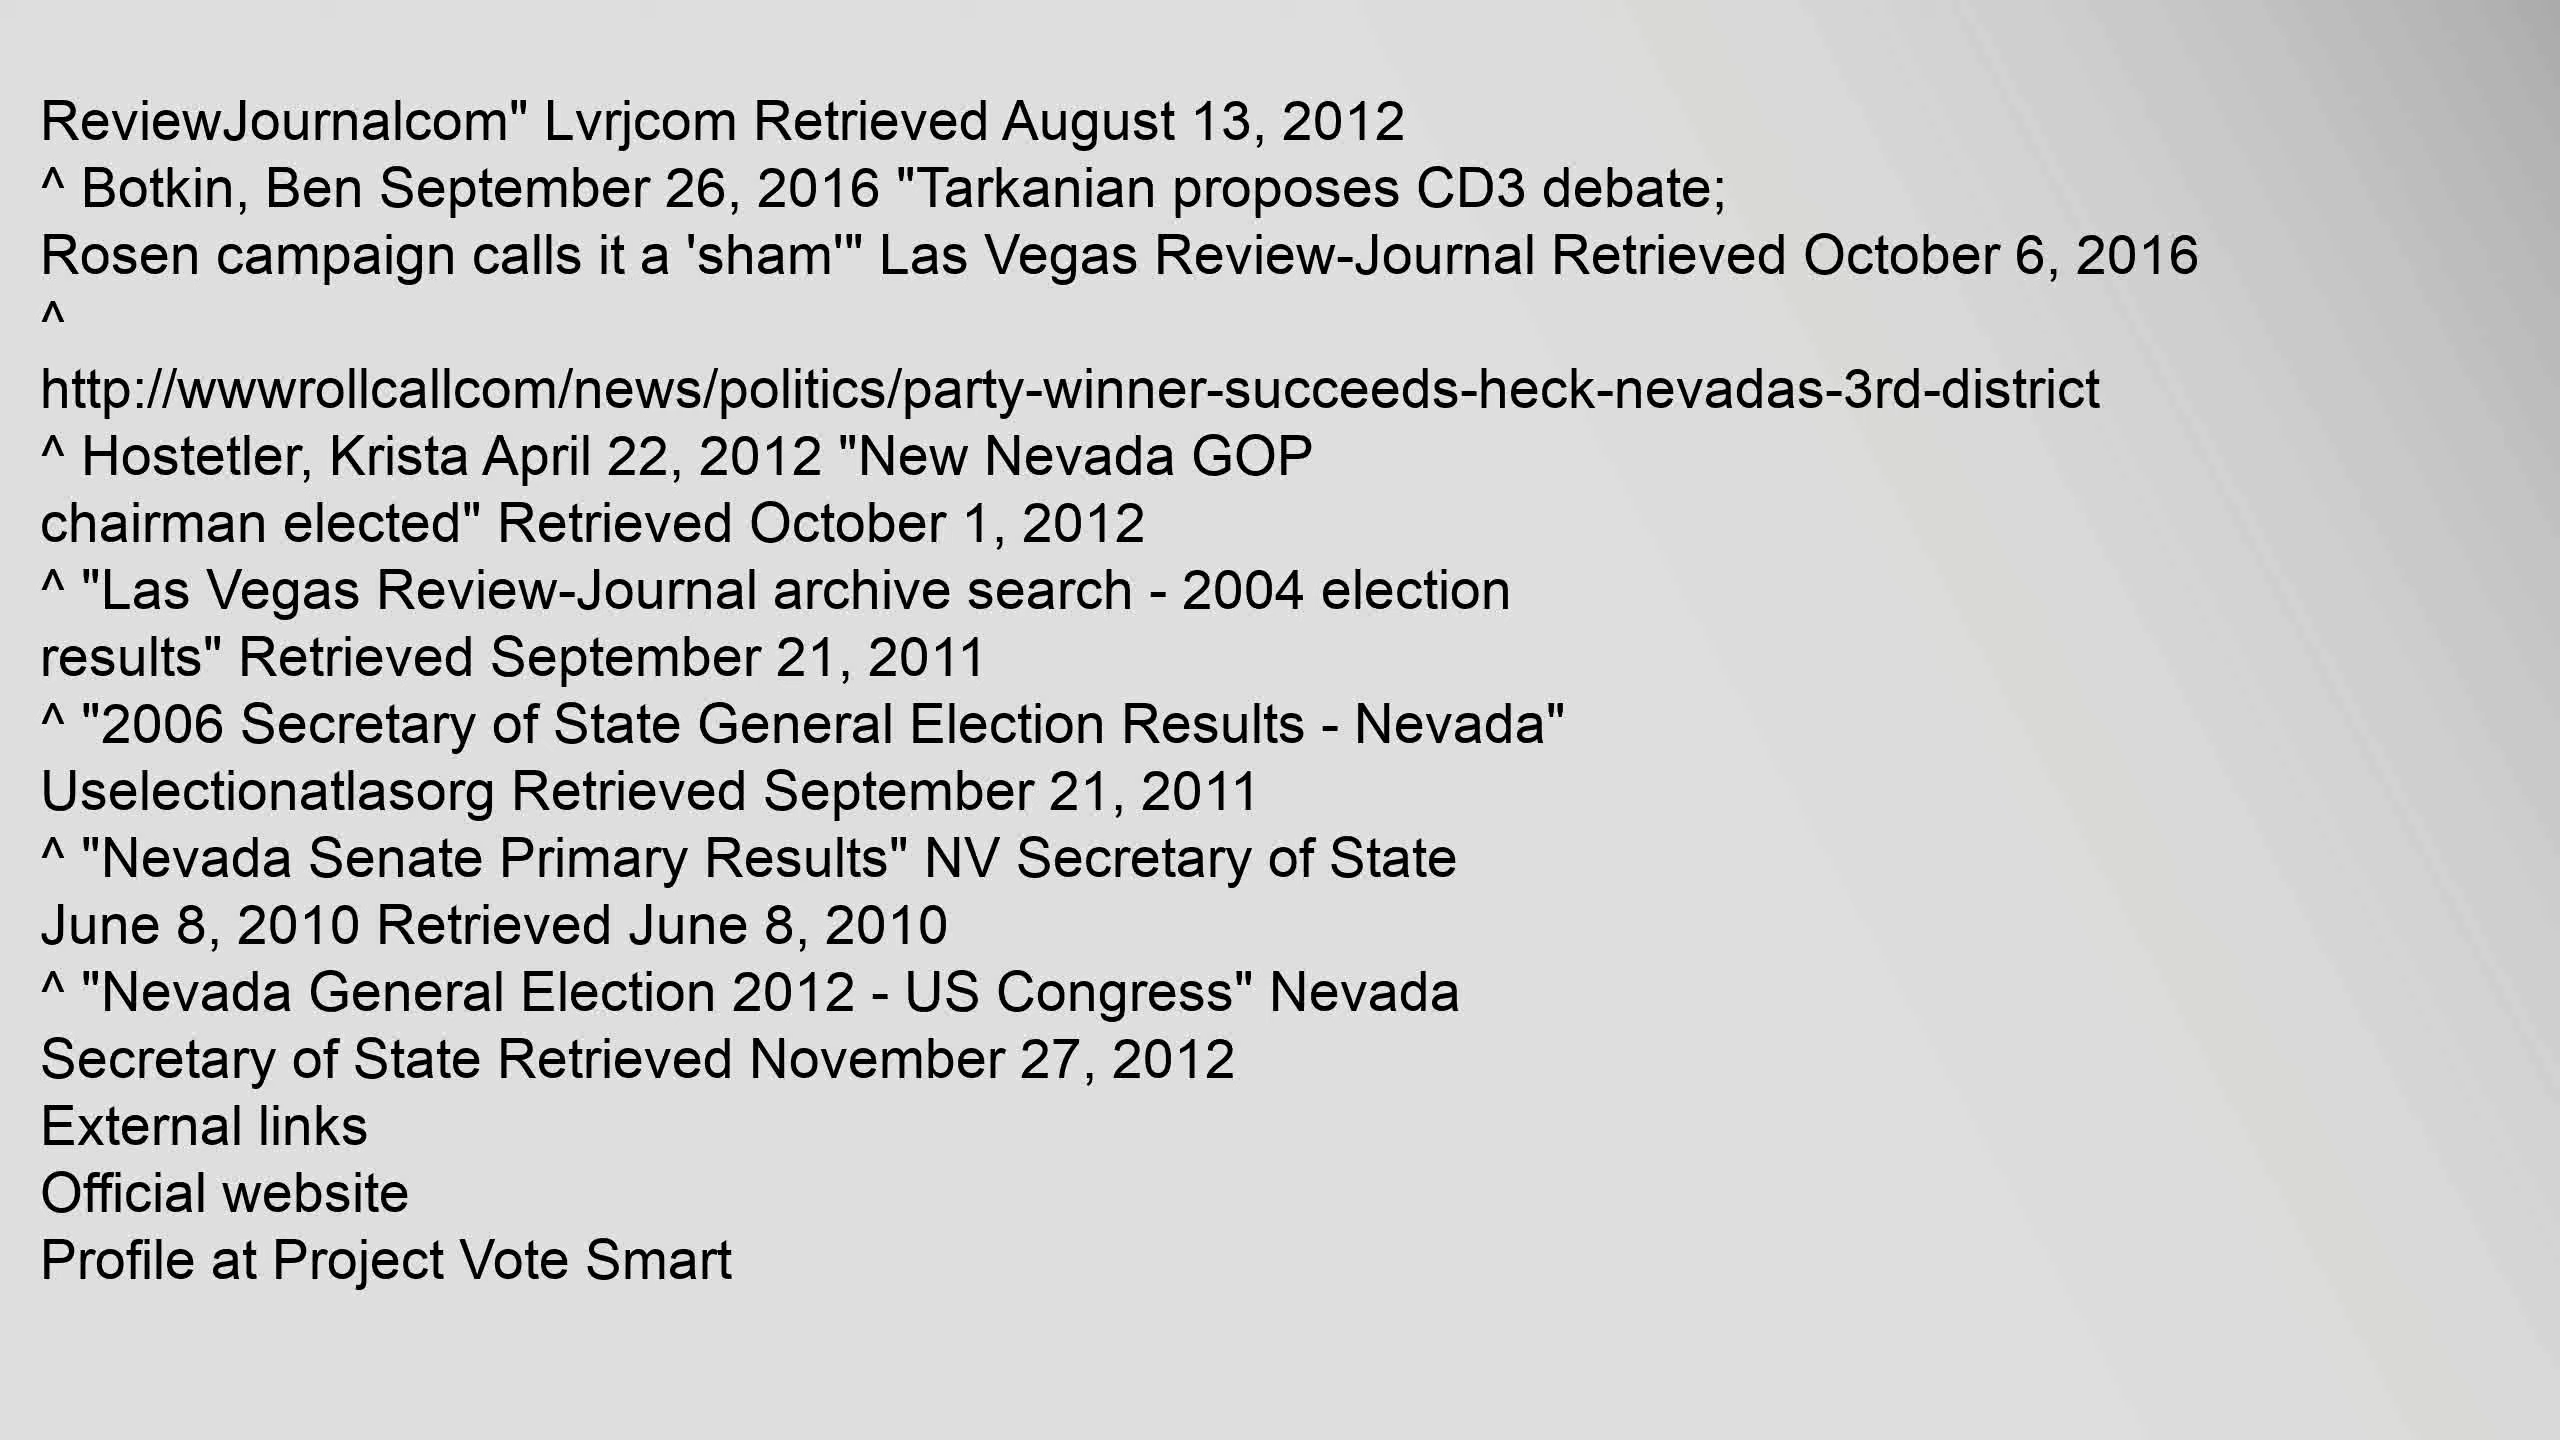 ReviewJournalcom" Lvrjcom Retrieved August 13, 2012
^ Botkin, Ben September 26, 2016 "Tarkanian proposes CD3 debate;
Rosen campaign calls it a 'sham'" Las Vegas Review-Journal Retrieved October 6, 2016
^
http://wwwrollcallcom/news/politics/party-winner-succeeds-heck-nevadas-3rd-district
^ Hostetler, Krista April 22, 2012 "New Nevada GOP
chairman elected" Retrieved October 1, 2012
^ "Las Vegas Review-Journal archive search - 2004 election
results" Retrieved September 21, 2011
^ "2006 Secretary of State General Election Results - Nevada"
Uselectionatlasorg Retrieved September 21, 2011
^ "Nevada Senate Primary Results" NV Secretary of State
June 8, 2010 Retrieved June 8, 2010
^ "Nevada General Election 2012 - US Congress" Nevada
Secretary of State Retrieved November 27, 2012
External links
Official website
Profile at Project Vote Smart